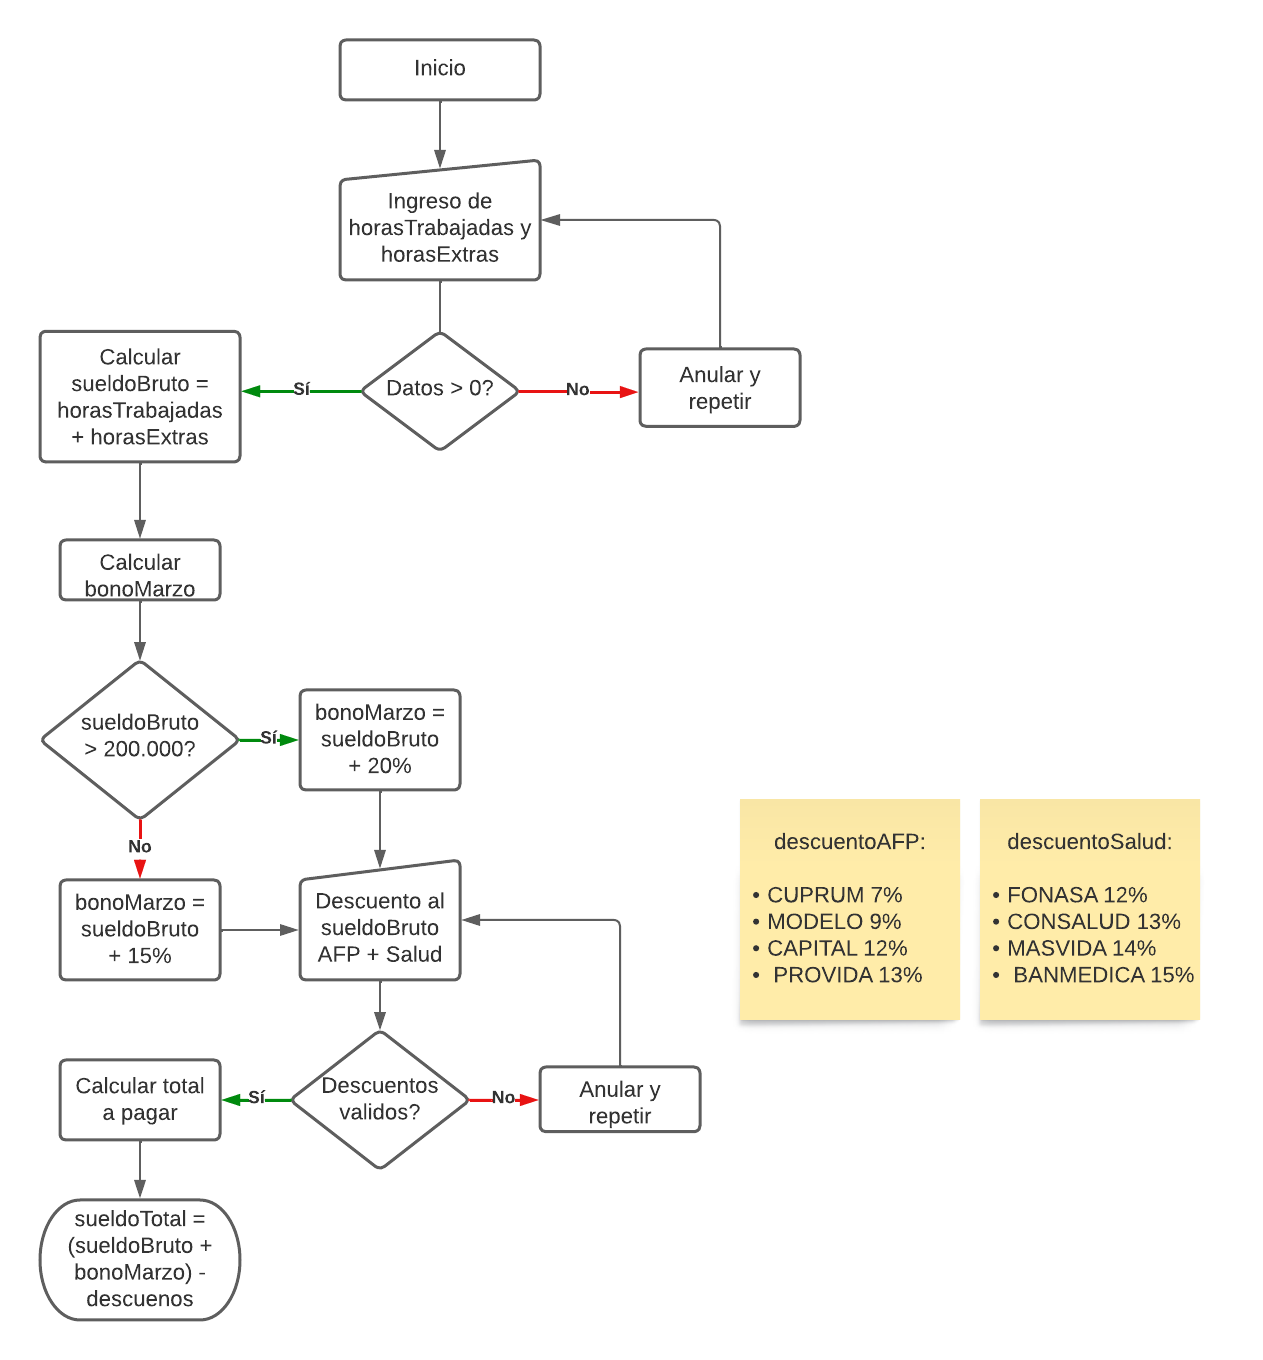 Inicio
Ingreso de
horasTrabajadas y
horasExtras
Datos > 0?
Sí
No
Anular y
repetir
Calcular
sueldoBruto =
horasTrabajadas
+ horasExtras
Calcular
bonoMarzo
sueldoBruto
> 200.000?
Sí
No
bonoMarzo =
sueldoBruto
+ 20%
bonoMarzo =
sueldoBruto
+ 15%
Descuento al
sueldoBruto
AFP + Salud
Descuentos
validos?
Sí
No
Anular y
repetir
Calcular total
a pagar
sueldoTotal =
(sueldoBruto +
bonoMarzo) -
descuenos
descuentoAFP:
• CUPRUM 7%
• MODELO 9%
• CAPITAL 12%
• PROVIDA 13%
descuentoSalud:
• FONASA 12%
• CONSALUD 13%
• MASVIDA 14%
• BANMEDICA 15%